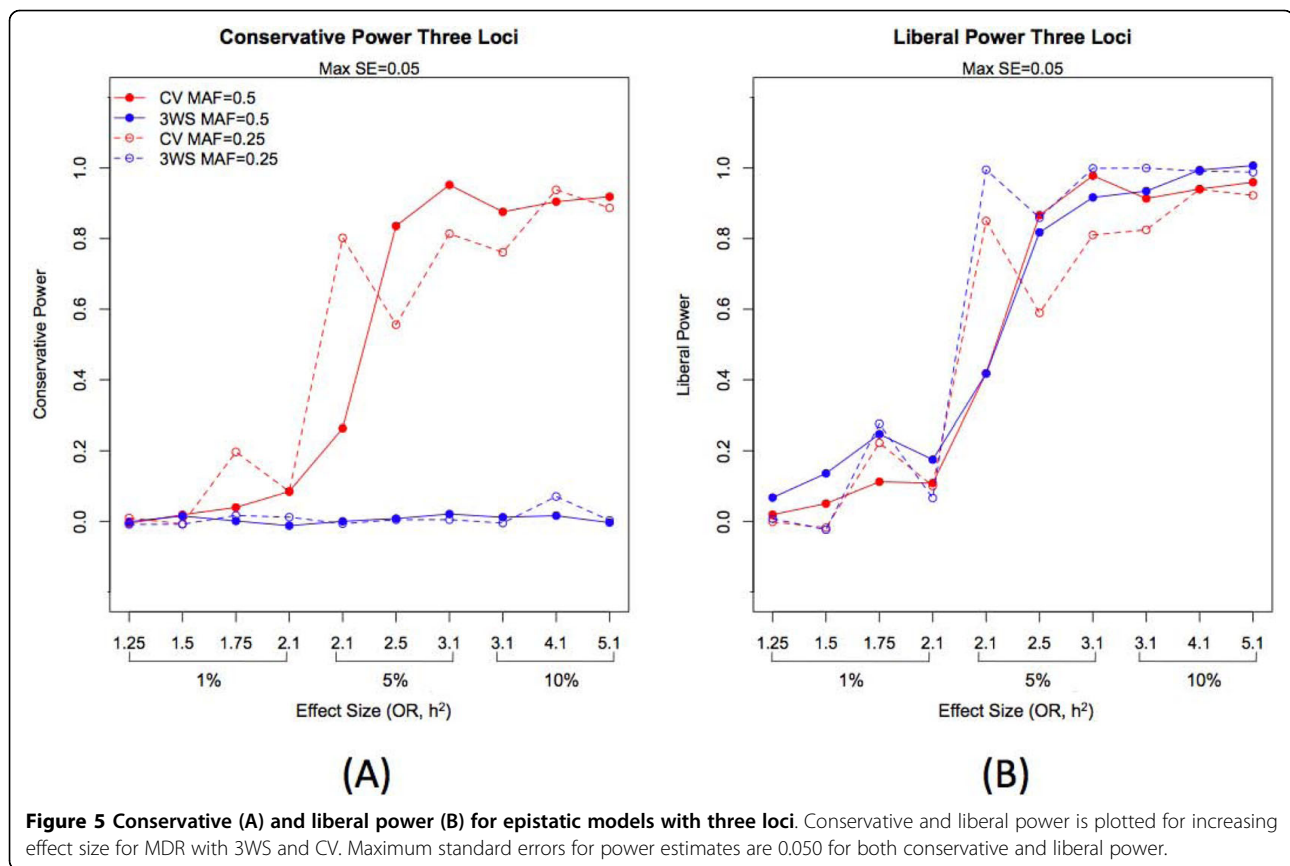 Conservative Power Three Loci
Max SE=0.05
CV MAF=0.5
3WS MAF=0.5
CV MAF=0.25
3WS MAF=0.25
Conservative Power
1.0
0.8
0.6
0.4
0.2
0.0
1.25 1.5 1.75 2.1 2.1 2.5 3.1 3.1 4.1 5.1
1% 5% 10%
Effect Size (OR, h²)
(A)
Liberal Power Three Loci
Max SE=0.05
Liberal Power
1.0
0.8
0.6
0.4
0.2
0.0
1.25 1.5 1.75 2.1 2.1 2.5 3.1 3.1 4.1 5.1
1% 5% 10%
Effect Size (OR, h²)
(B)
Figure 5 Conservative (A) and liberal power (B) for epistatic models with three loci. Conservative and liberal power is plotted for increasing
effect size for MDR with 3WS and CV. Maximum standard errors for power estimates are 0.050 for both conservative and liberal power.